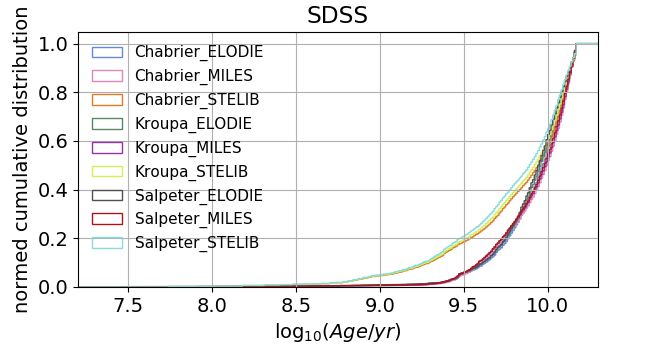 SDSS
normed cumulative distribution
1.0
0.8
0.6
0.4
0.2
0.0
Chabrier_ELODIE
Chabrier_MILES
Chabrier_STELIB
Kroupa_ELODIE
Kroupa_MILES
Kroupa_STELIB
Salpeter_ELODIE
Salpeter_MILES
Salpeter_STELIB
7.5 8.0 8.5 9.0 9.5 10.0
log₁₀(Age/yr)